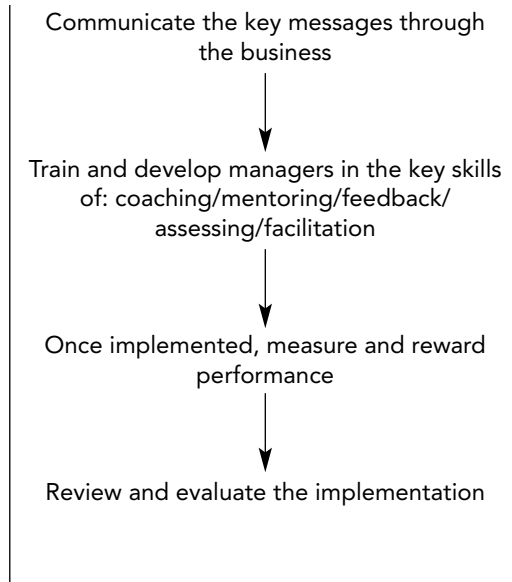 Communicate the key messages through
the business
Train and develop managers in the key skills
of: coaching/mentoring/feedback/
assessing/facilitation
Once implemented, measure and reward
performance
Review and evaluate the implementation